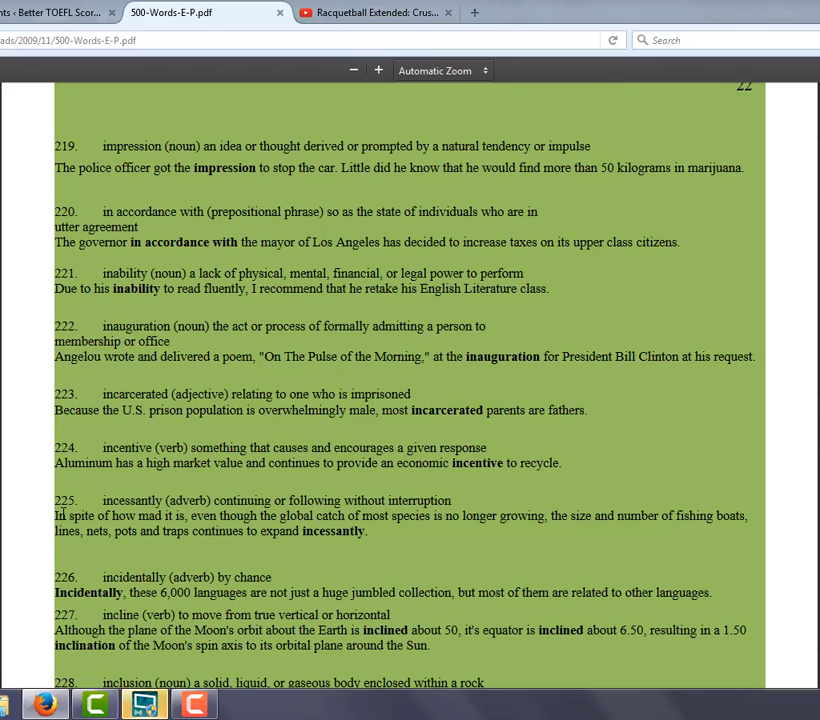 nts ‹ Better TOEFL Scor... × 500-Words-E-P.pdf × Racquetball Extended: Crus... × +
ads/2009/11/500-Words-E-P.pdf Search
− + Automatic Zoom
22
219. impression (noun) an idea or thought derived or prompted by a natural tendency or impulse
The police officer got the impression to stop the car. Little did he know that he would find more than 50 kilograms in marijuana.
220. in accordance with (prepositional phrase) so as the state of individuals who are in
utter agreement
The governor in accordance with the mayor of Los Angeles has decided to increase taxes on its upper class citizens.
221. inability (noun) a lack of physical, mental, financial, or legal power to perform
Due to his inability to read fluently, I recommend that he retake his English Literature class.
222. inauguration (noun) the act or process of formally admitting a person to
membership or office
Angelou wrote and delivered a poem, "On The Pulse of the Morning," at the inauguration for President Bill Clinton at his request.
223. incarcerated (adjective) relating to one who is imprisoned
Because the U.S. prison population is overwhelmingly male, most incarcerated parents are fathers.
224. incentive (verb) something that causes and encourages a given response
Aluminum has a high market value and continues to provide an economic incentive to recycle.
225. incessantly (adverb) continuing or following without interruption
In spite of how mad it is, even though the global catch of most species is no longer growing, the size and number of fishing boats,
lines, nets, pots and traps continues to expand incessantly.
226. incidentally (adverb) by chance
Incidentally, these 6,000 languages are not just a huge jumbled collection, but most of them are related to other languages.
227. incline (verb) to move from true vertical or horizontal
Although the plane of the Moon's orbit about the Earth is inclined about 50, it's equator is inclined about 6.50, resulting in a 1.50
inclination of the Moon's spin axis to its orbital plane around the Sun.
228. inclusion (noun) a solid, liquid, or gaseous body enclosed within a rock